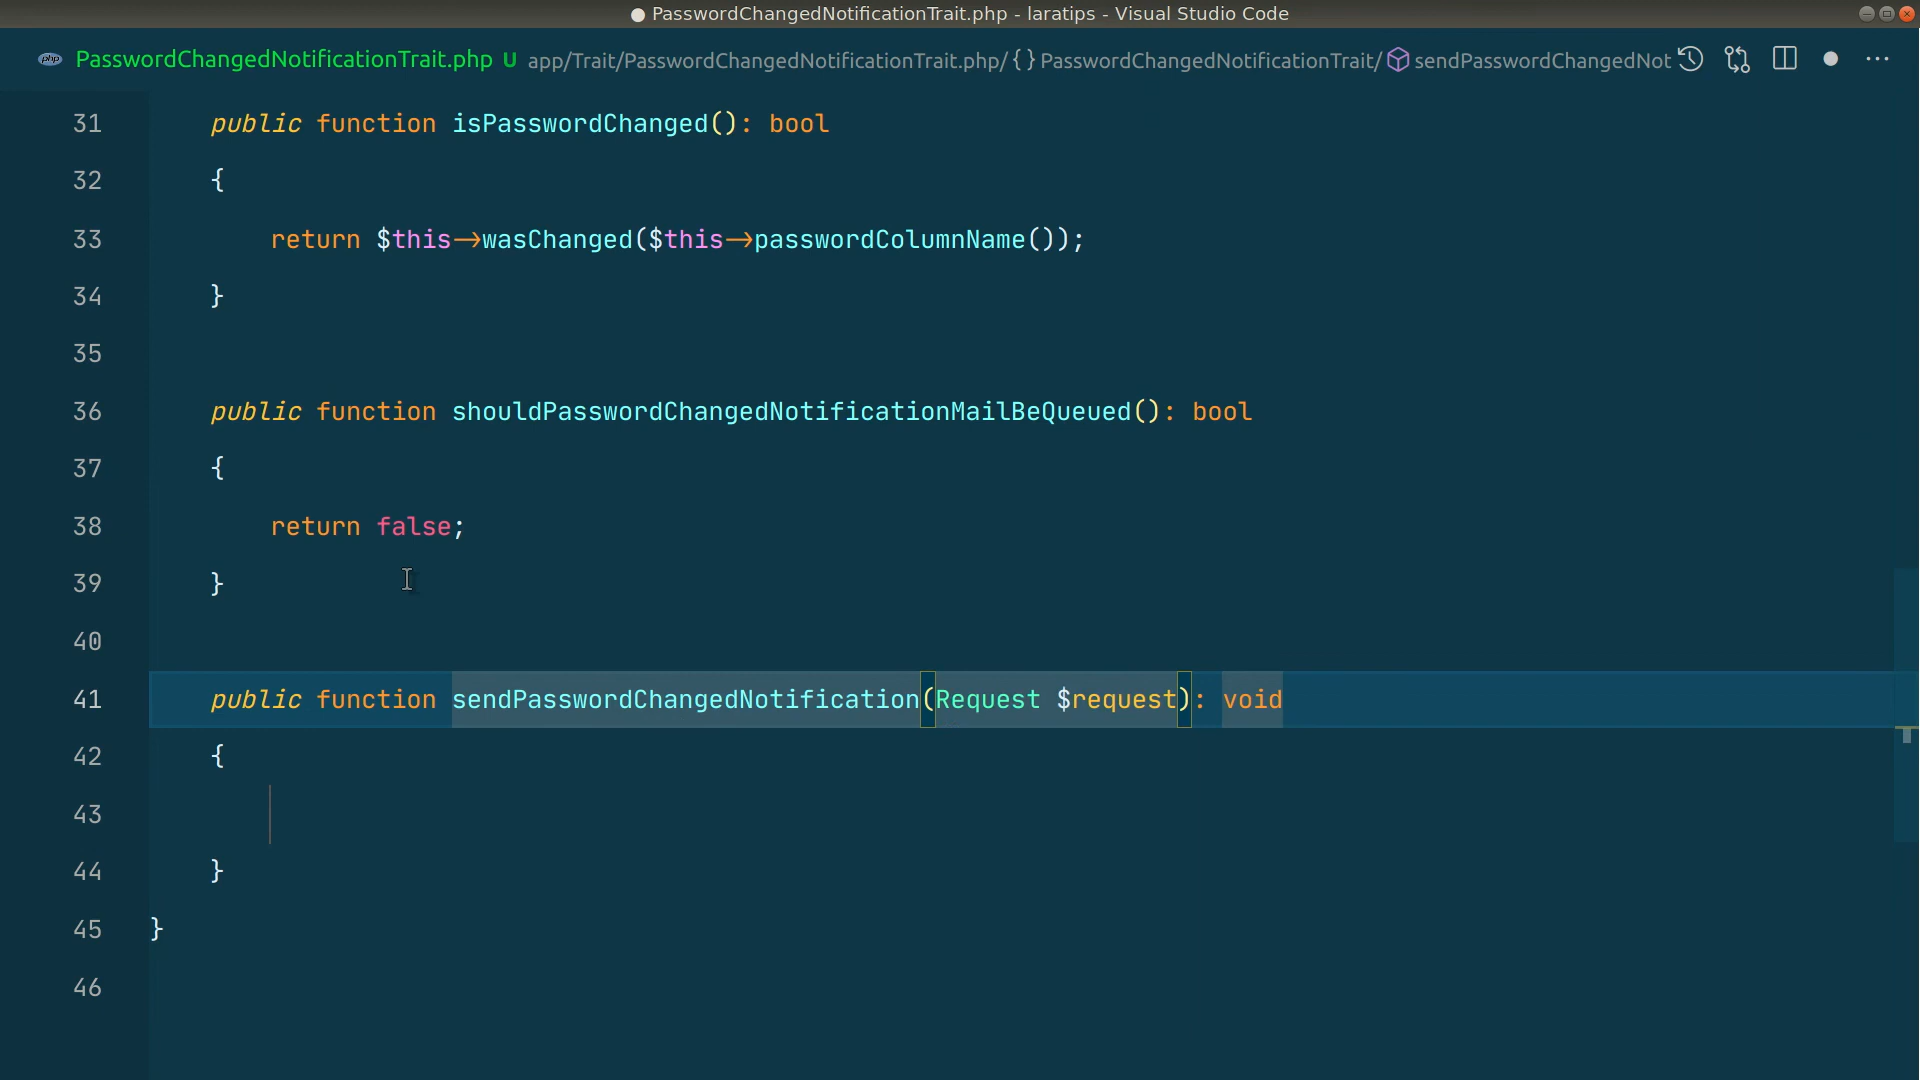 ● PasswordChangedNotificationTrait.php - laratips - Visual Studio Code
php PasswordChangedNotificationTrait.php U app/Trait/PasswordChangedNotificationTrait.php/ {} PasswordChangedNotificationTrait/ sendPasswordChangedNot
31 public function isPasswordChanged(): bool
32 {
33 return $this->wasChanged($this->passwordColumnName());
34 }
35
36 public function shouldPasswordChangedNotificationMailBeQueued(): bool
37 {
38 return false;
39 }
40
41 public function sendPasswordChangedNotification(Request $request): void
42 {
43
44 }
45 }
46